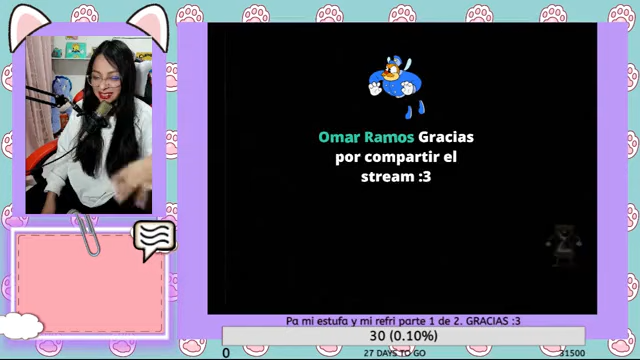 Omar Ramos Gracias
por compartir el
stream :3
Pa mi estufa y mi refri parte 1 de 2. GRACIAS :3
30 (0.10%)
0 27 DAYS TO GO 31500